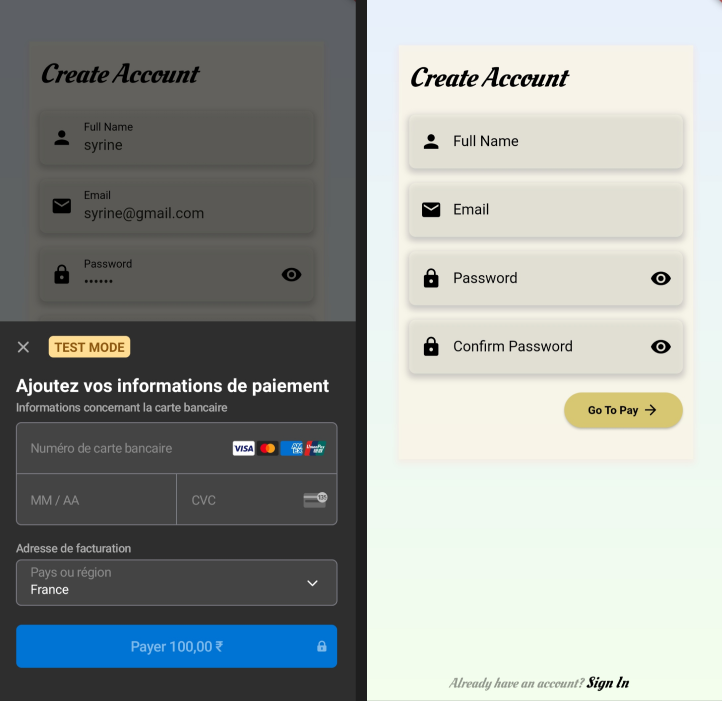 Create Account
Full Name
syrine
Email
syrine@gmail.com
Password
••••••
TEST MODE
Ajoutez vos informations de paiement
Informations concernant la carte bancaire
Numéro de carte bancaire
VISA
MM / AA
CVC
Adresse de facturation
Pays ou région
France
Payer 100,00 ₹
Create Account
Full Name
Email
Password
Confirm Password
Go To Pay →
Already have an account? Sign In